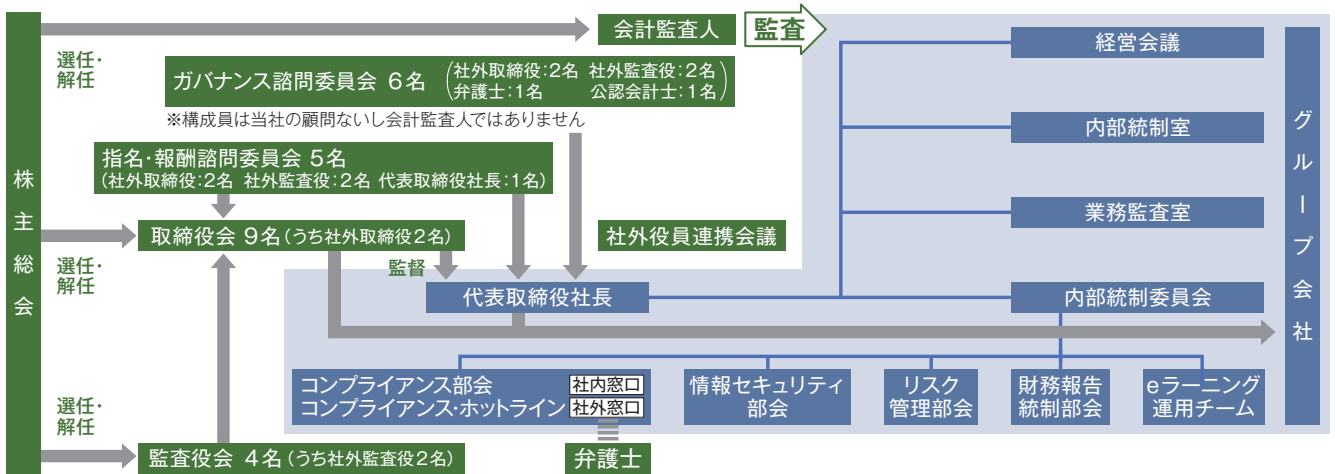 株主総会
選任・
解任
会計監査人
監査
ガバナンス諮問委員会 6名
(社外取締役:2名 社外監査役:2名
弁護士:1名 公認会計士:1名)
※構成員は当社の顧問ないし会計監査人ではありません
指名・報酬諮問委員会 5名
(社外取締役:2名 社外監査役:2名 代表取締役社長:1名)
取締役会 9名(うち社外取締役2名)
選任・
解任
監督
社外役員連携会議
代表取締役社長
経営会議
内部統制室
業務監査室
内部統制委員会
グループ会社
コンプライアンス部会 社内窓口
コンプライアンス・ホットライン 社外窓口
情報セキュリティ
部会
リスク
管理部会
財務報告
統制部会
eラーニング
運用チーム
選任・
解任
監査役会 4名(うち社外監査役2名)
弁護士